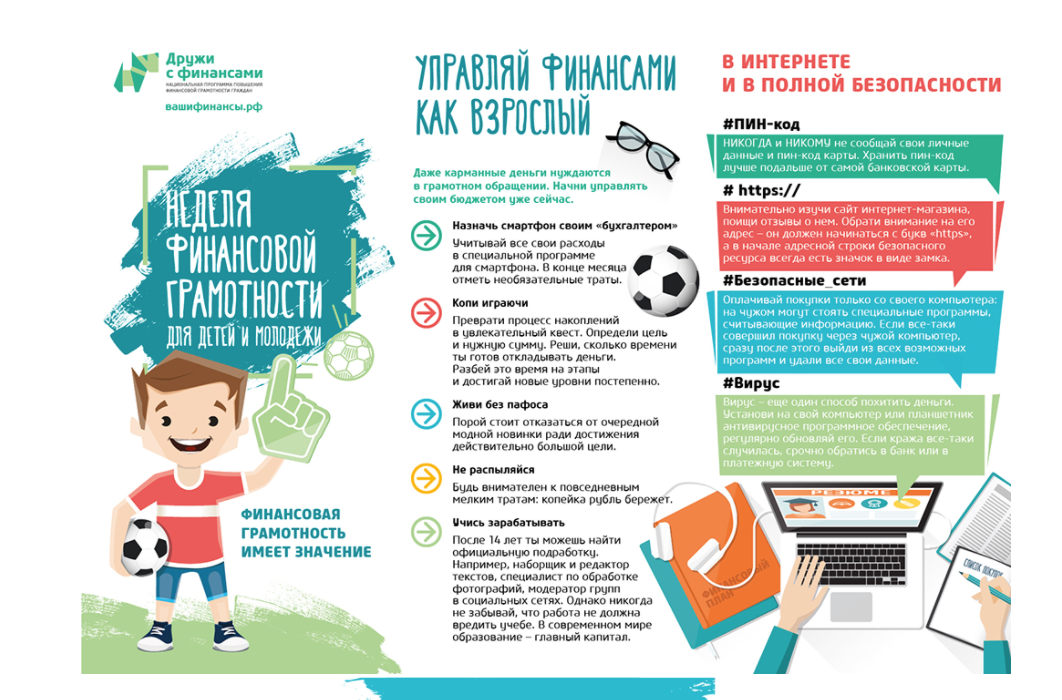 Дружи
с финансами
НАЦИОНАЛЬНАЯ ПРОГРАММА ПОВЫШЕНИЯ
ФИНАНСОВОЙ ГРАМОТНОСТИ ГРАЖДАН
вашифинансы.рф
НЕДЕЛЯ
ФИНАНСОВОЙ
ГРАМОТНОСТИ
ДЛЯ ДЕТЕЙ И МОЛОДЕЖИ
ФИНАНСОВАЯ
ГРАМОТНОСТЬ
ИМЕЕТ ЗНАЧЕНИЕ
УПРАВЛЯЙ ФИНАНСАМИ
КАК ВЗРОСЛЫЙ
Даже карманные деньги нуждаются
в грамотном обращении. Начни управлять
своим бюджетом уже сейчас.
Назначь смартфон своим «бухгалтером»
Учитывай все свои расходы
в специальной программе
для смартфона. В конце месяца
отметь необязательные траты.
Копи играючи
Преврати процесс накоплений
в увлекательный квест. Определи цель
и нужную сумму. Реши, сколько времени
ты готов откладывать деньги.
Разбей это время на этапы
и достигай новые уровни постепенно.
Живи без пафоса
Порой стоит отказаться от очередной
модной новинки ради достижения
действительно большой цели.
Не распыляйся
Будь внимателен к повседневным
мелким тратам: копейка рубль бережет.
Учись зарабатывать
После 14 лет ты можешь найти
официальную подработку.
Например, наборщик и редактор
текстов, специалист по обработке
фотографий, модератор групп
в социальных сетях. Однако никогда
не забывай, что работа не должна
вредить учебе. В современном мире
образование – главный капитал.
В ИНТЕРНЕТЕ
И В ПОЛНОЙ БЕЗОПАСНОСТИ
#ПИН-код
НИКОГДА и НИКОМУ не сообщай свои личные
данные и пин-код карты. Хранить пин-код
лучше подальше от самой банковской карты.
# https://
Внимательно изучи сайт интернет-магазина,
поищи отзывы о нем. Обрати внимание на его
адрес – он должен начинаться с букв «https»,
а в начале адресной строки безопасного
ресурса всегда есть значок в виде замка.
#Безопасные_сети
Оплачивай покупки только со своего компьютера:
на чужом могут стоять специальные программы,
считывающие информацию. Если все-таки
совершил покупку через чужой компьютер,
сразу после этого выйди из всех возможных
программ и удали все свои данные.
#Вирус
Вирус – еще один способ похитить деньги.
Установи на свой компьютер или планшетник
антивирусное программное обеспечение,
регулярно обновляй его. Если кража все-таки
случилась, срочно обратись в банк или в
платежную систему.
РЕЗЮМЕ
ФИНАНСОВЫЙ
ПЛАН
СПИСОК ПОКУПОК